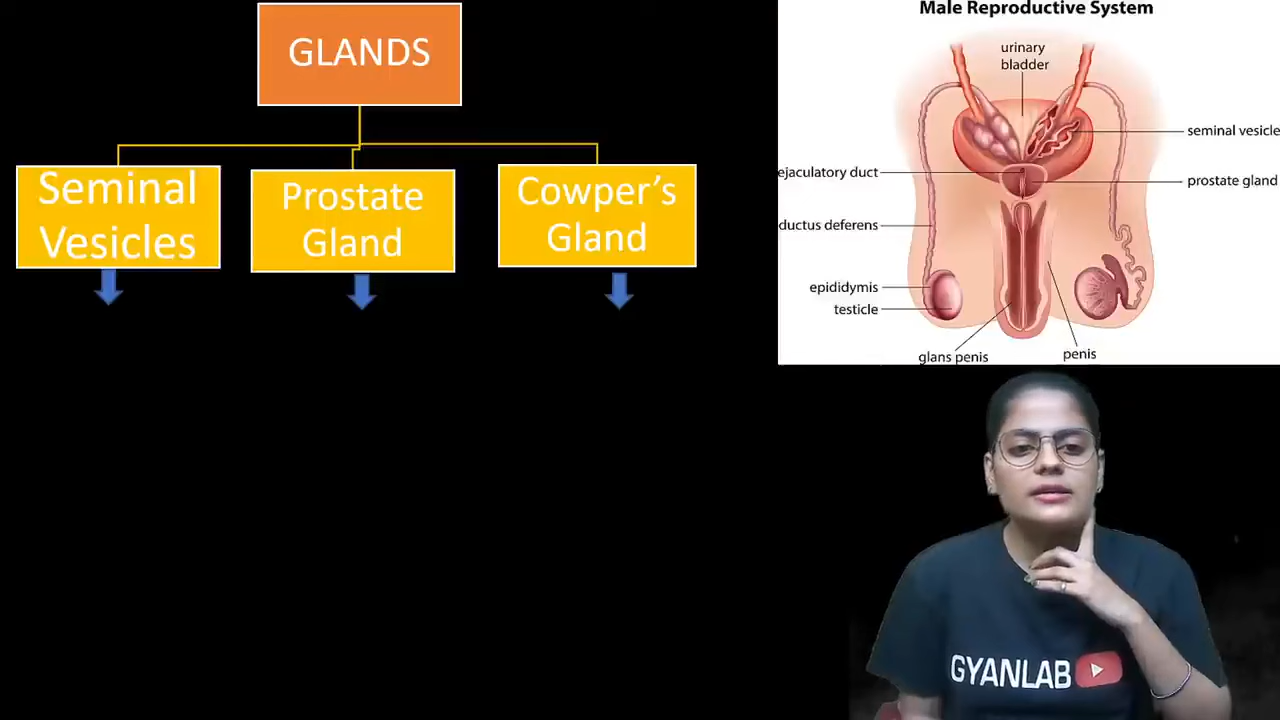 GLANDS
Seminal
Vesicles
Prostate
Gland
Cowper's
Gland
Male Reproductive System
urinary
bladder
seminal vesicle
ejaculatory duct
prostate gland
ductus deferens
epididymis
testicle
glans penis
penis
GYANLAB